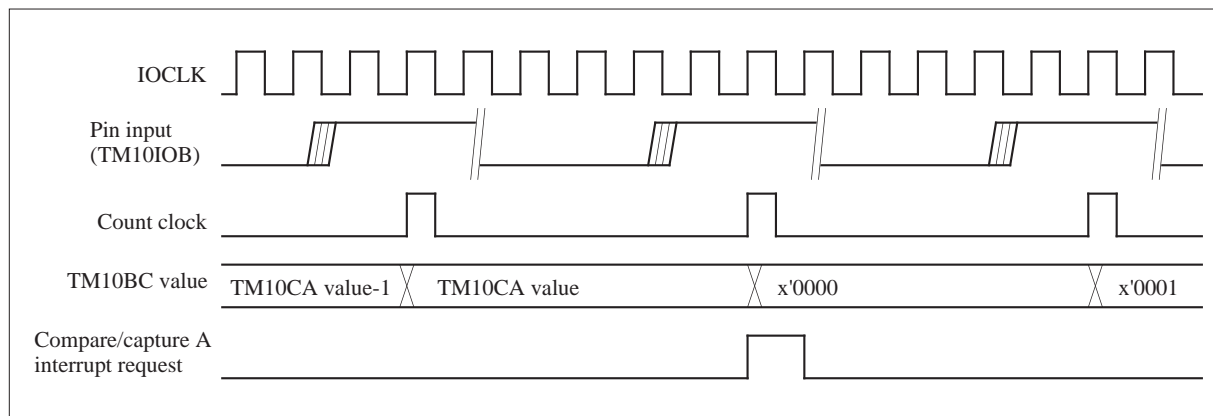 IOCLK
Pin input
(TM10IOB)
Count clock
TM10BC value
TM10CA value-1
TM10CA value
x'0000
x'0001
Compare/capture A
interrupt request